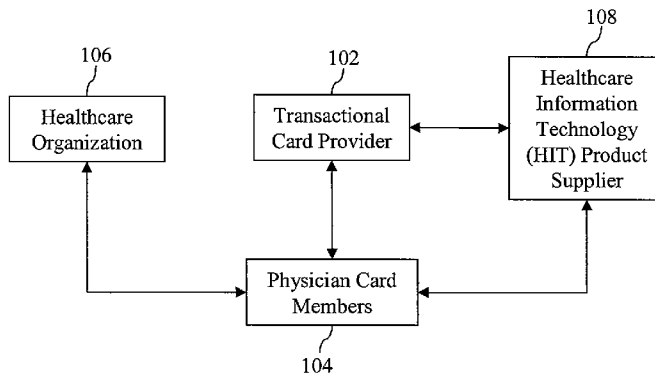 106
Healthcare
Organization
102
Transactional
Card Provider
108
Healthcare
Information
Technology
(HIT) Product
Supplier
Physician Card
Members
104